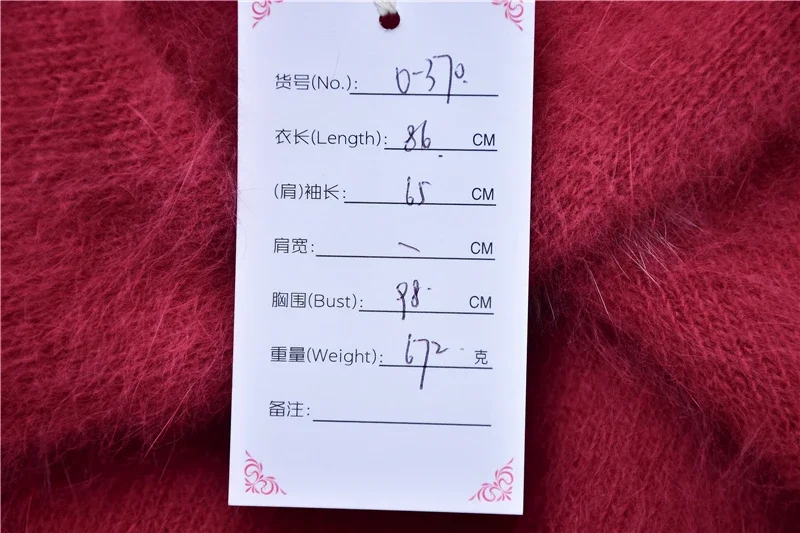 货号(No.): 0-370.
衣长(Length): 86 CM
(肩)袖长: 65 CM
肩宽: — CM
胸围(Bust): 98 CM
重量(Weight): 672 克
备注: